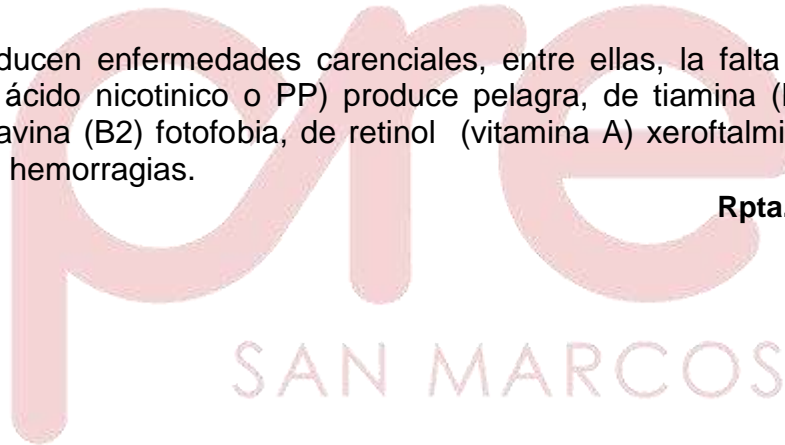 ducen enfermedades carenciales, entre ellas, la falta
ácido nicotinico o PP) produce pelagra, de tiamina (
avina (B2) fotofobia, de retinol (vitamina A) xeroftalmi
hemorragias.
Rpta.
pre
SAN MARCOS